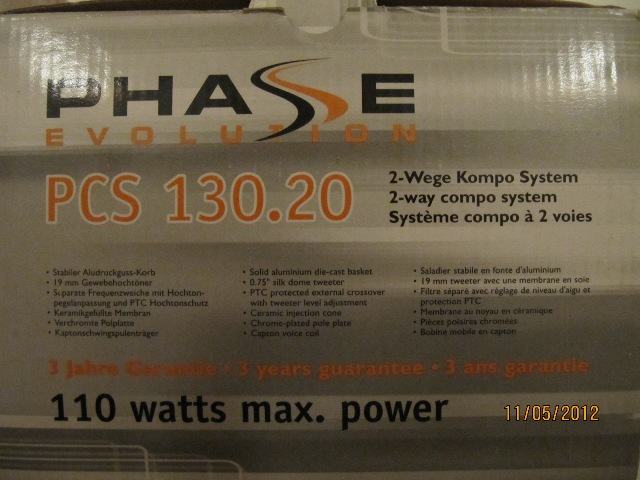 PHASE
EVOLUTION
PCS 130.20
2-Wege Kompo System
2-way compo system
Système compo à 2 voies
• Stabiler Aludruckguss-Korb
• 19 mm Gewebehochtöner
• Separate Frequenzweiche mit Hochton-
pegelanpassung und PTC Hochtonschutz
• Keramikgefüllte Membran
• Verchromte Polplatte
• Kaptonschwingspulenträger
• Solid aluminium die-cast basket
• 0.75" silk dome tweeter
• PTC protected external crossover
with tweeter level adjustment
• Ceramic injection cone
• Chrome-plated pole plate
• Capton voice coil
• Saladier stabile en fonte d'aluminium
• 19 mm tweeter avec une membrane en soie
• Filtre séparé avec réglage de niveau d'aigu et
protection PTC
• Membrane au noyau en céramique
• Pièces polaires chromées
• Bobine mobile en capton
3 Jahre Garantie • 3 years guarantee • 3 ans garantie
110 watts max. power
11/05/2012